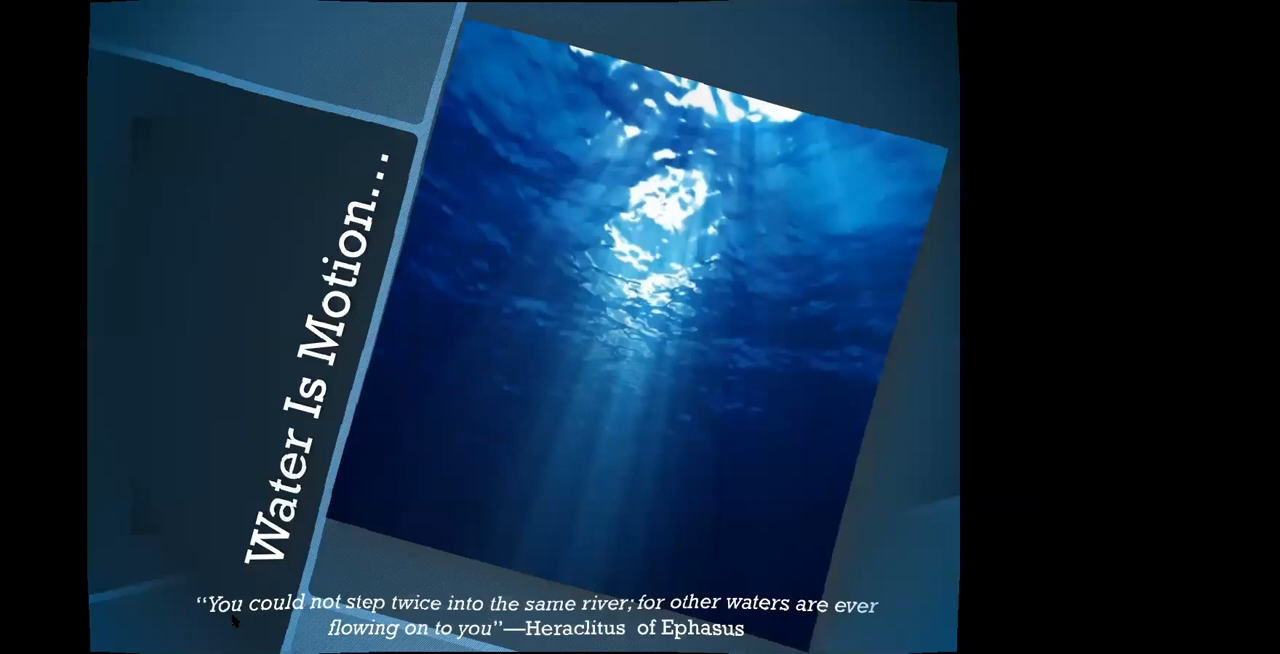 Water Is Motion...
“You could not step twice into the same river; for other waters are ever
flowing on to you”—Heraclitus of Ephasus